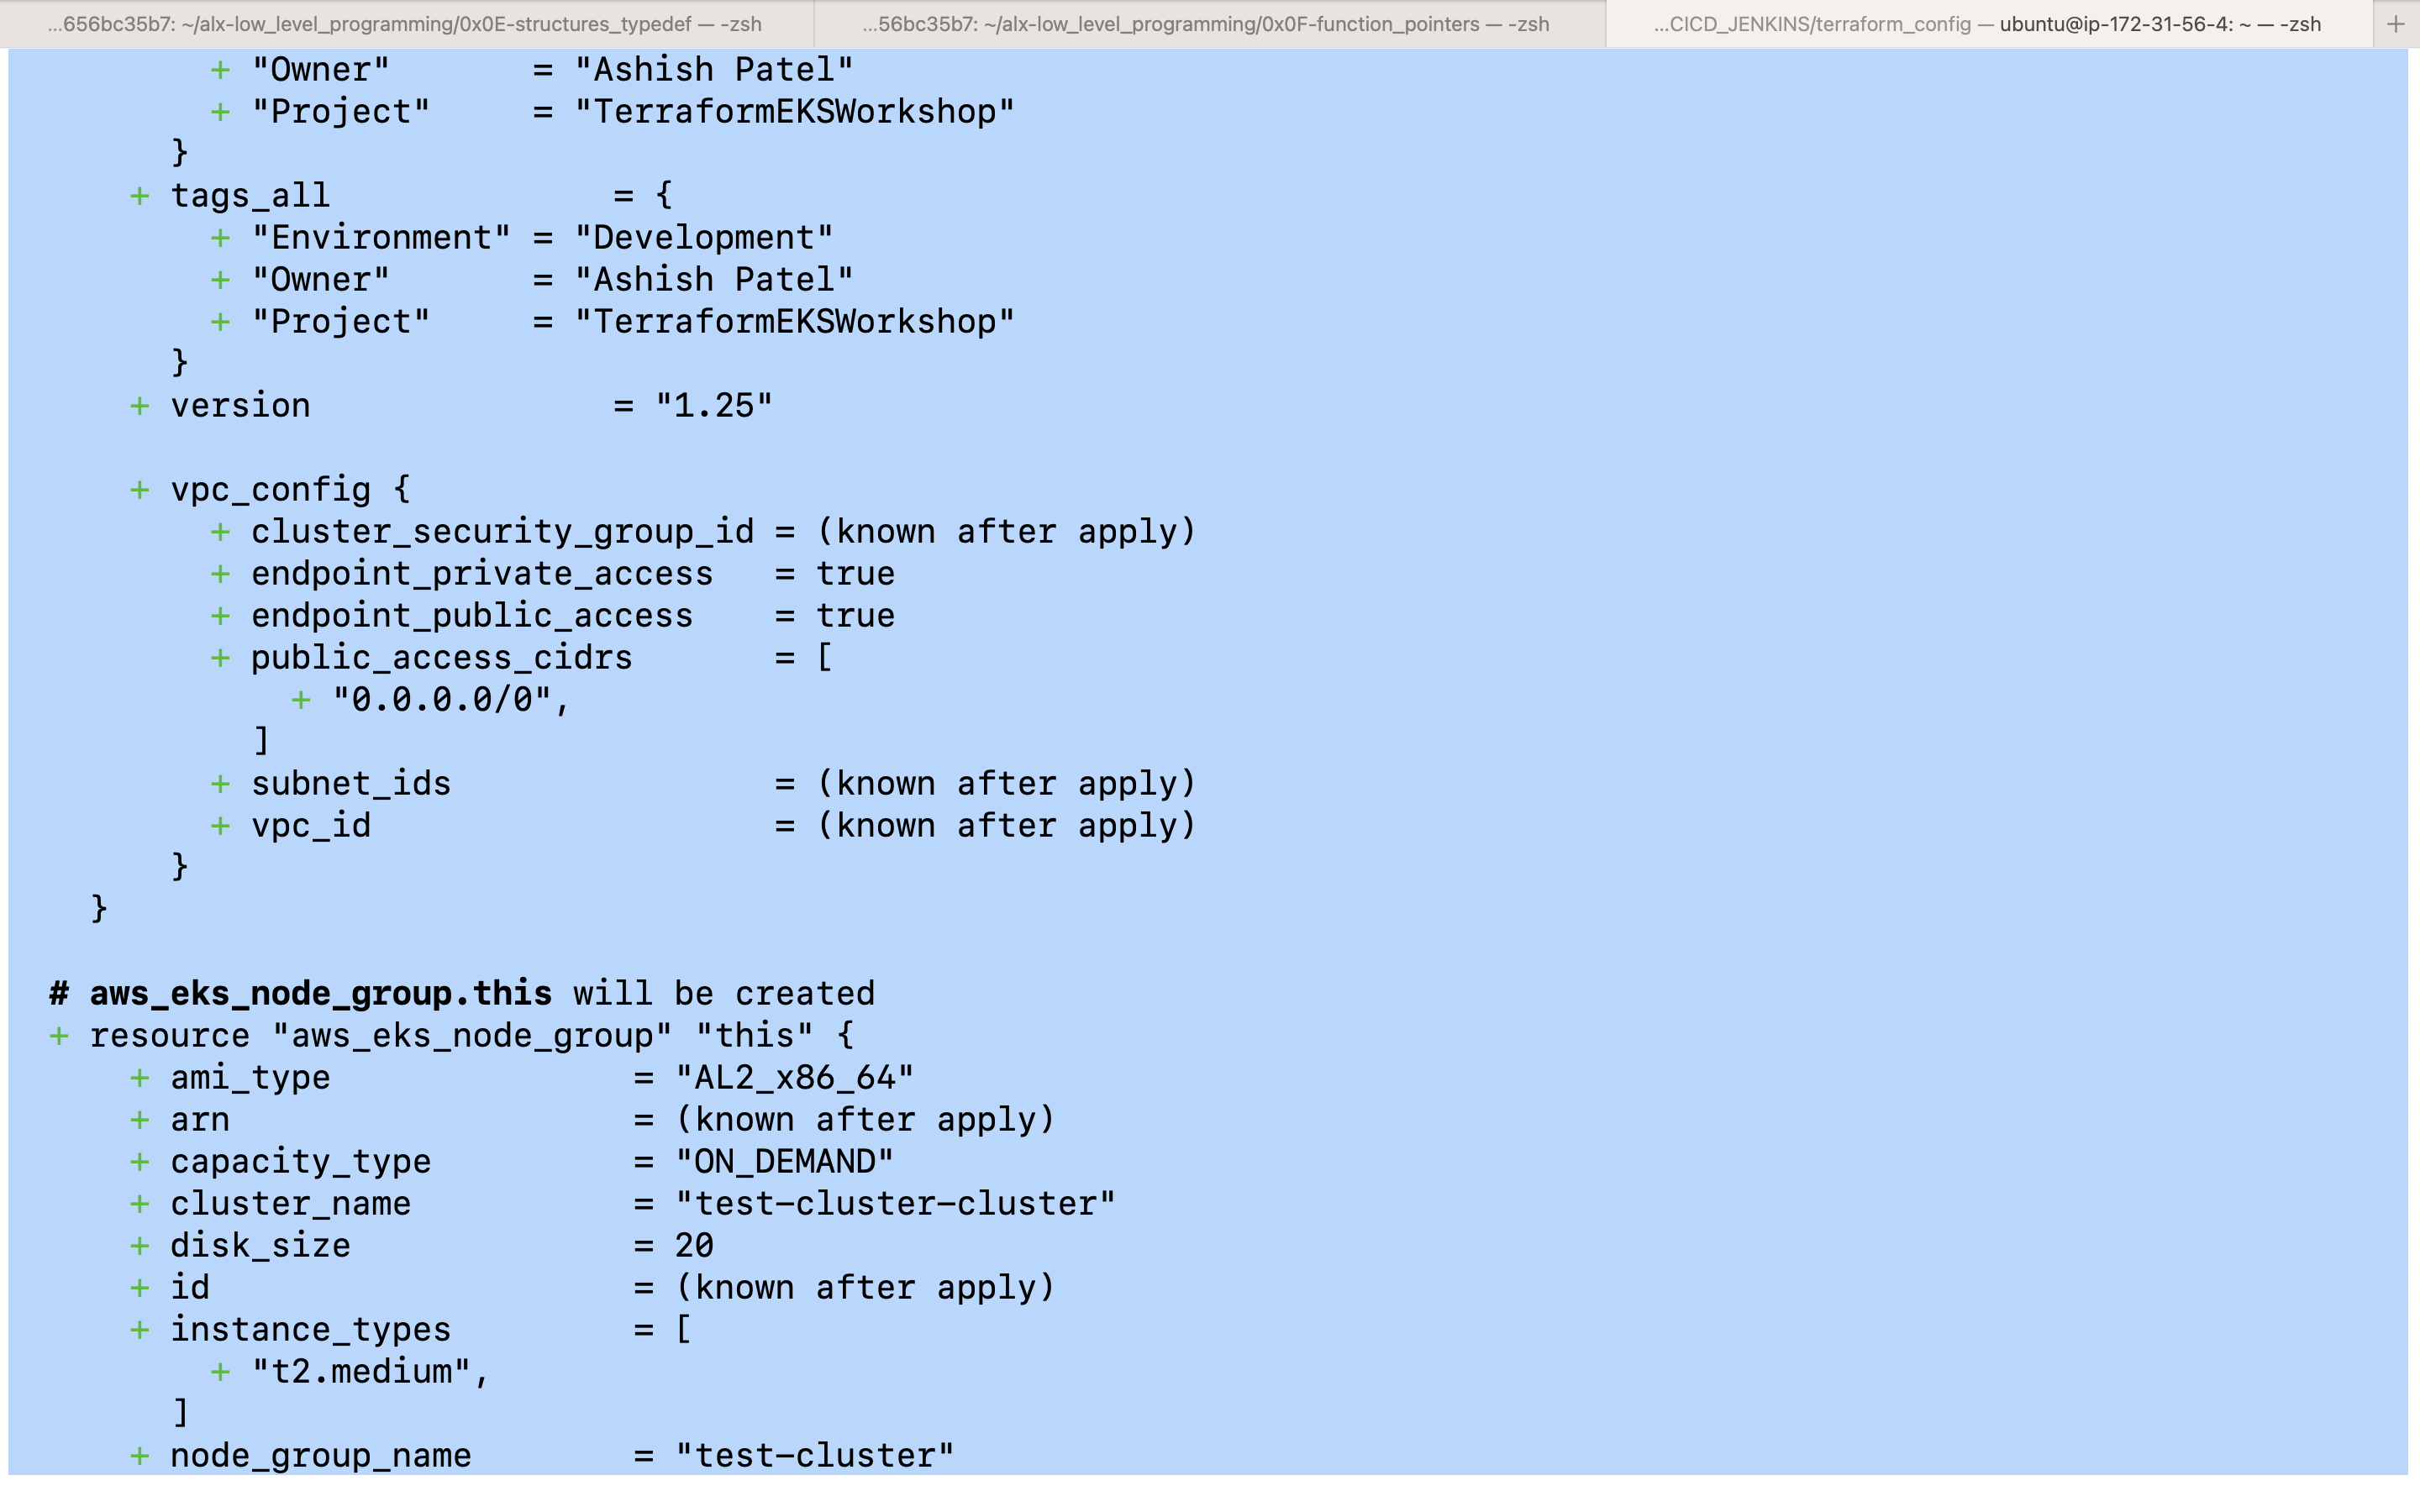 ...656bc35b7: ~/alx-low_level_programming/0x0E-structures_typedef — -zsh
...56bc35b7: ~/alx-low_level_programming/0x0F-function_pointers — -zsh
...CICD_JENKINS/terraform_config — ubuntu@ip-172-31-56-4: ~ — -zsh
+
+ "Owner" = "Ashish Patel"
+ "Project" = "TerraformEKSWorkshop"
}
+ tags_all = {
+ "Environment" = "Development"
+ "Owner" = "Ashish Patel"
+ "Project" = "TerraformEKSWorkshop"
}
+ version = "1.25"
+ vpc_config {
+ cluster_security_group_id = (known after apply)
+ endpoint_private_access = true
+ endpoint_public_access = true
+ public_access_cidrs = [
+ "0.0.0.0/0",
]
+ subnet_ids = (known after apply)
+ vpc_id = (known after apply)
}
}
# aws_eks_node_group.this will be created
+ resource "aws_eks_node_group" "this" {
+ ami_type = "AL2_x86_64"
+ arn = (known after apply)
+ capacity_type = "ON_DEMAND"
+ cluster_name = "test-cluster-cluster"
+ disk_size = 20
+ id = (known after apply)
+ instance_types = [
+ "t2.medium",
]
+ node_group_name = "test-cluster"